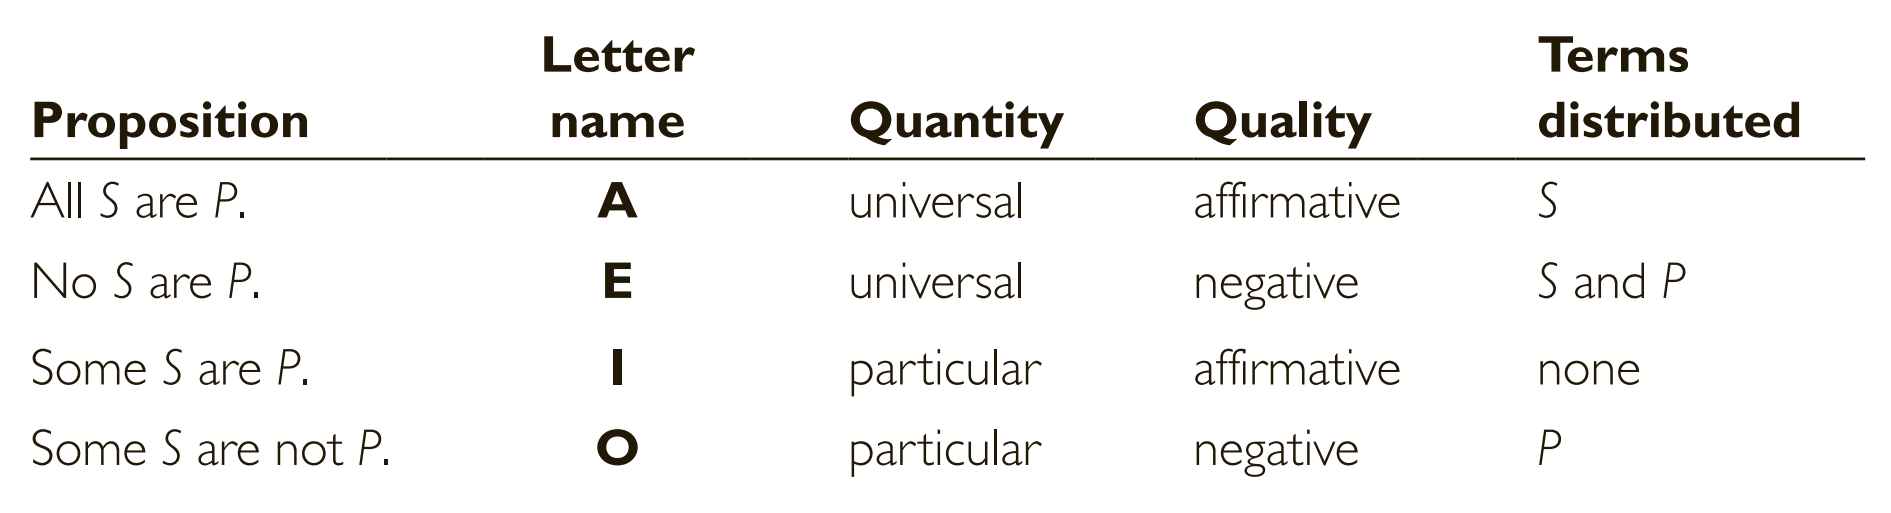 Letter Terms
Proposition name Quantity Quality distributed
All S are P. A universal affirmative S
No S are P. E universal negative S and P
Some S are P. I particular affirmative none
Some S are not P. O particular negative P